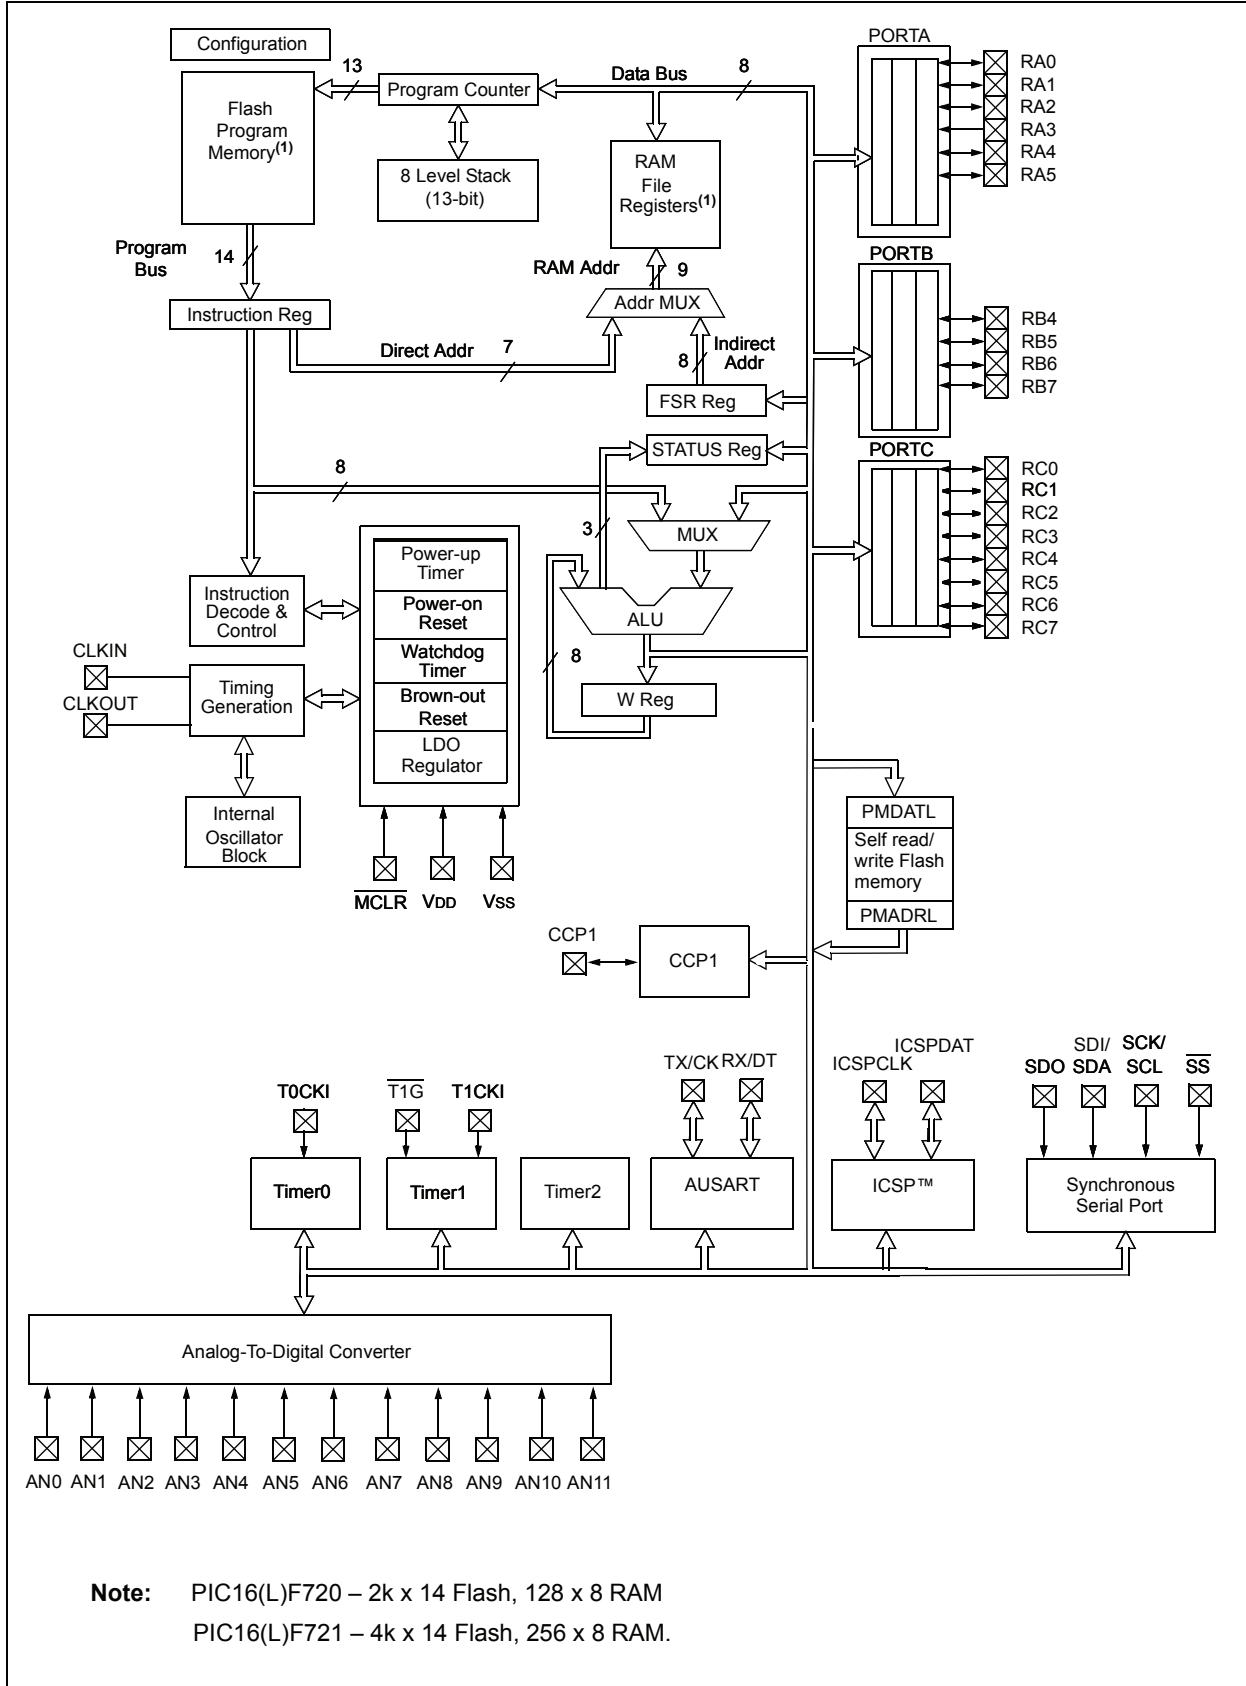 Configuration
13
Program Counter
Data Bus
8
PORTA
Flash
Program
Memory(1)
8 Level Stack
(13-bit)
RAM
File
Registers(1)
RA0
RA1
RA2
RA3
RA4
RA5
Program
Bus
14
RAM Addr
9
PORTB
Instruction Reg
Addr MUX
Direct Addr
7
8
Indirect
Addr
FSR Reg
RB4
RB5
RB6
RB7
STATUS Reg
PORTC
8
3
MUX
RC0
RC1
RC2
RC3
RC4
RC5
RC6
RC7
Power-up
Timer
Power-on
Reset
Watchdog
Timer
Brown-out
Reset
LDO
Regulator
Instruction
Decode &
Control
ALU
8
W Reg
CLKIN
CLKOUT
Timing
Generation
Internal
Oscillator
Block
MCLR
VDD
VSS
PMDATL
Self read/
write Flash
memory
PMADRL
CCP1
CCP1
TX/CK
RX/DT
ICSPCLK
ICSPDAT
SDO
SDI/
SDA
SCK/
SCL
SS
T0CKI
T1G
T1CKI
Timer0
Timer1
Timer2
AUSART
ICSP™
Synchronous
Serial Port
Analog-To-Digital Converter
AN0
AN1
AN2
AN3
AN4
AN5
AN6
AN7
AN8
AN9
AN10
AN11
Note: PIC16(L)F720 – 2k x 14 Flash, 128 x 8 RAM
PIC16(L)F721 – 4k x 14 Flash, 256 x 8 RAM.